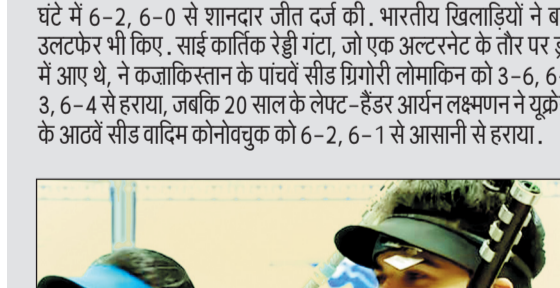 घंटे में 6-2, 6-0 से शानदार जीत दर्ज की. भारतीय खिलाड़ियों ने
उलटफेर भी किए. साई कार्तिक रेड्डी गंटा, जो एक अल्टरनेट के तौर पर
में आए थे, ने कजाकिस्तान के पांचवें सीड ग्रिगोरी लोमाकिन को 3-6, 6-
3, 6-4 से हराया, जबकि 20 साल के लेफ्ट-हैंडर आर्यन लक्ष्मणन ने यूक्रे
के आठवें सीड वादिम कोनोवचुक को 6-2, 6-1 से आसानी से हराया.